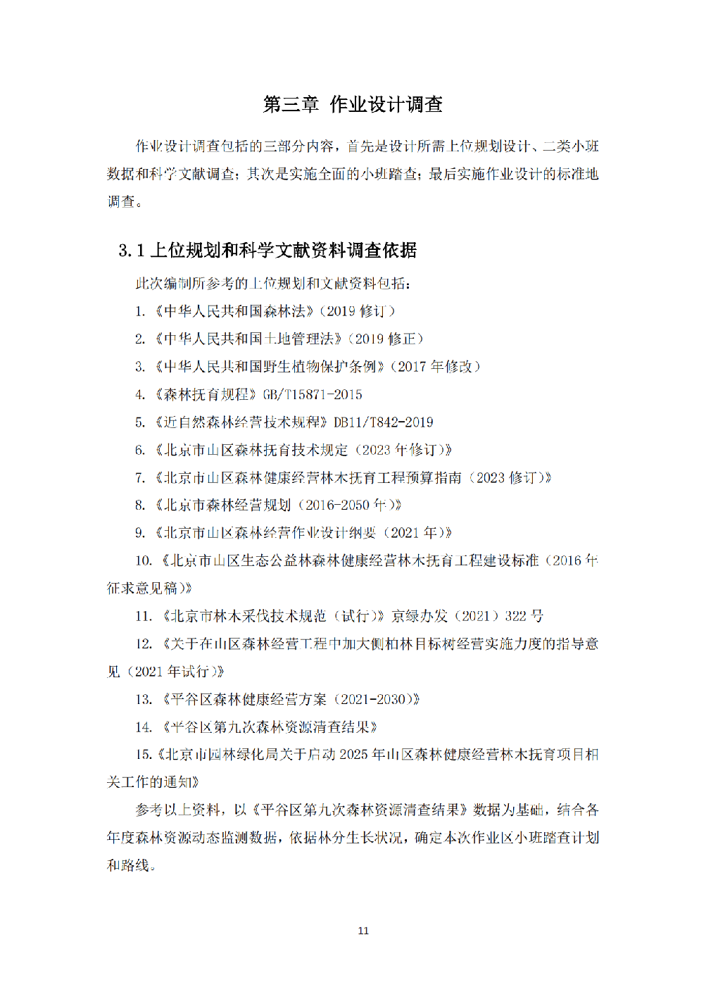 第三章 作业设计调查
作业设计调查包括的三部分内容，首先是设计所需上位规划设计、二类小班
数据和科学文献调查；其次是实施全面的小班踏查；最后实施作业设计的标准地
调查。
3.1 上位规划和科学文献资料调查依据
此次编制所参考的上位规划和文献资料包括：
1.《中华人民共和国森林法》（2019 修订）
2.《中华人民共和国土地管理法》（2019 修正）
3.《中华人民共和国野生植物保护条例》（2017 年修改）
4.《森林抚育规程》GB/T15871-2015
5.《近自然森林经营技术规程》DB11/T842-2019
6.《北京市山区森林抚育技术规定（2023 年修订）》
7.《北京市山区森林健康经营林木抚育工程预算指南（2023 修订）》
8.《北京市森林经营规划（2016-2050 年）》
9.《北京市山区森林经营作业设计纲要（2021 年）》
10.《北京市山区生态公益林森林健康经营林木抚育工程建设标准（2016 年
征求意见稿）》
11.《北京市林木采伐技术规范（试行）》京绿办发（2021）322 号
12.《关于在山区森林经营工程中加大侧柏林目标树经营实施力度的指导意
见（2021 年试行）》
13.《平谷区森林健康经营方案（2021-2030）》
14.《平谷区第九次森林资源清查结果》
15.《北京市园林绿化局关于启动 2025 年山区森林健康经营林木抚育项目相
关工作的通知》
参考以上资料，以《平谷区第九次森林资源清查结果》数据为基础，结合各
年度森林资源动态监测数据，依据林分生长状况，确定本次作业区小班踏查计划
和路线。
11